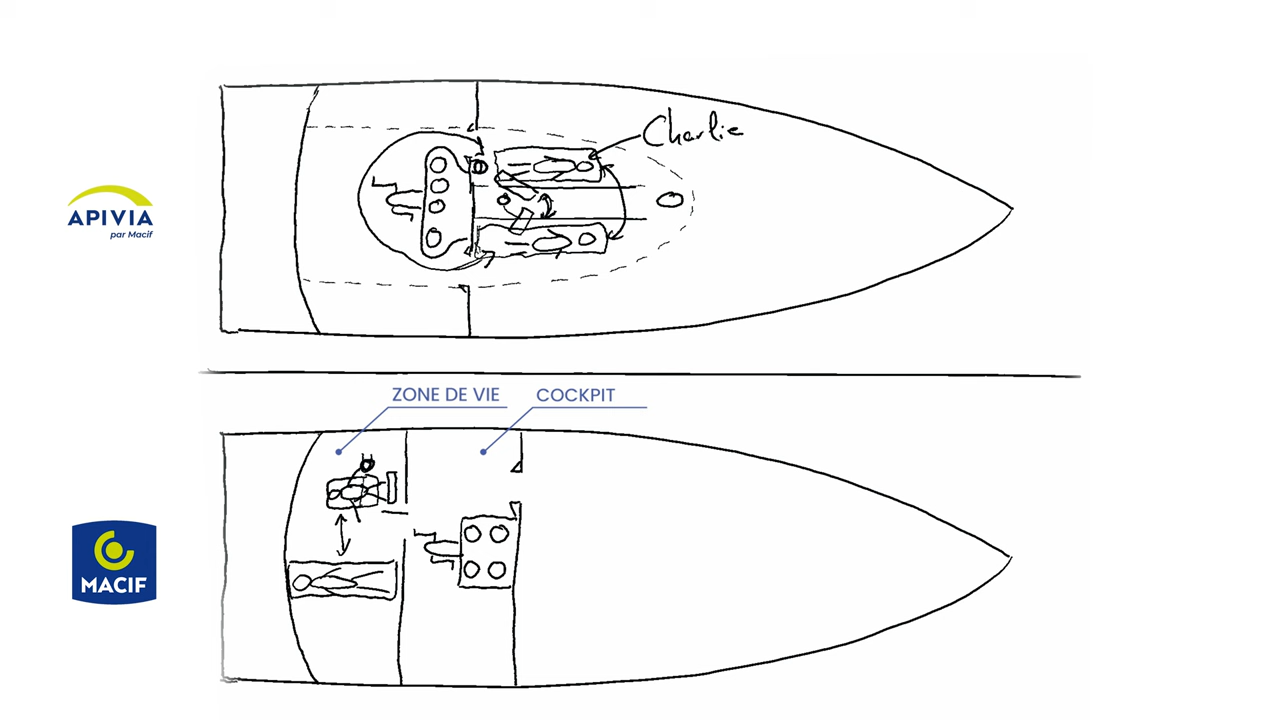 Charlie
APIVIA
par Macif
ZONE DE VIE
COCKPIT
MACIF